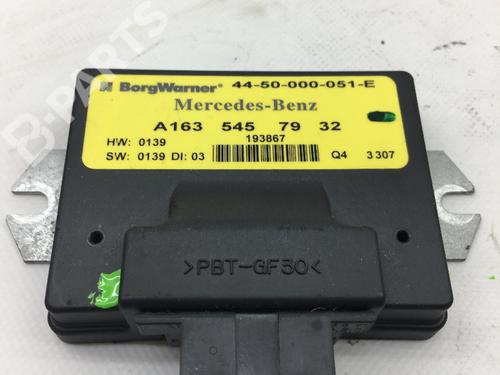 BorgWarner® 44-50-000-051-E
Mercedes-Benz
A163 545 79 32
HW: 0139 193867
SW: 0139 DI: 03 Q4 3307
>PBT-GF30<
B-PARTS